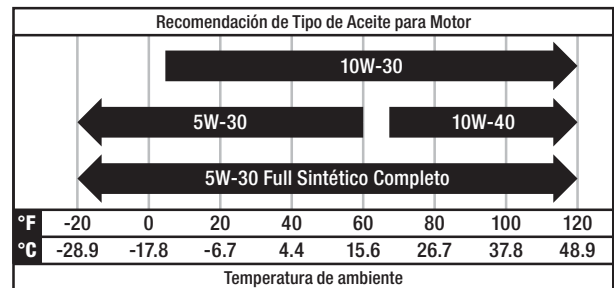 Recomendación de Tipo de Aceite para Motor
10W-30
5W-30 10W-40
5W-30 Full Sintético Completo
°F -20 0 20 40 60 80 100 120
°C -28.9 -17.8 -6.7 4.4 15.6 26.7 37.8 48.9
Temperatura de ambiente